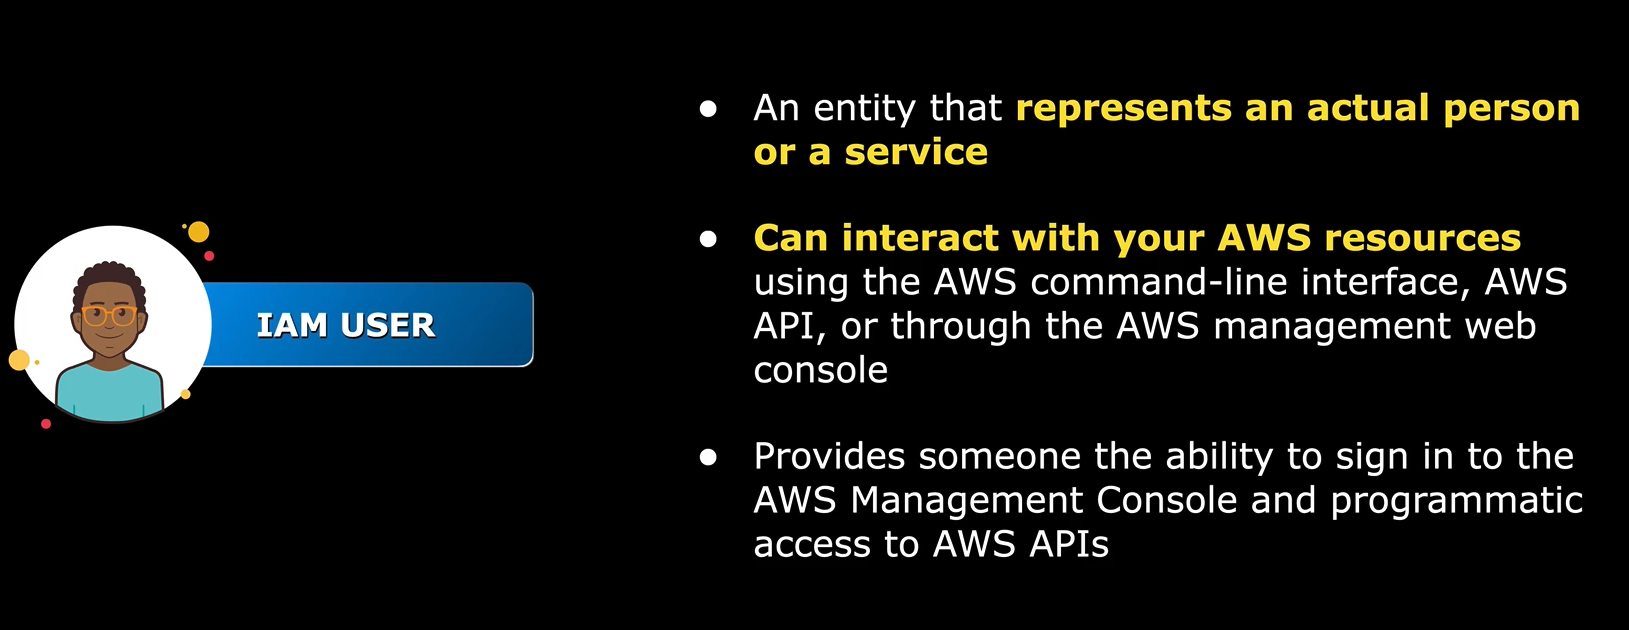 IAM USER
● An entity that represents an actual person
or a service
● Can interact with your AWS resources
using the AWS command-line interface, AWS
API, or through the AWS management web
console
● Provides someone the ability to sign in to the
AWS Management Console and programmatic
access to AWS APIs